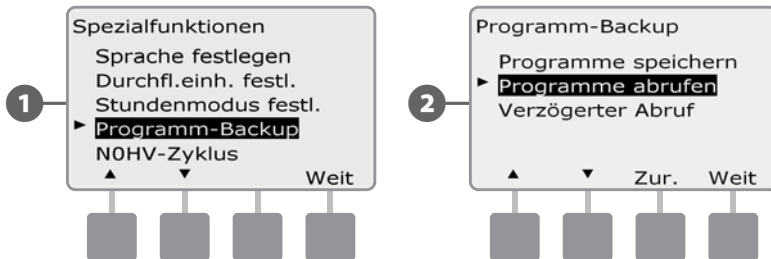 1
Spezialfunktionen
Sprache festlegen
Durchfl.einh. festl.
Stundenmodus festl.
Programm-Backup
N0HV-Zyklus
Weit
2
Programm-Backup
Programme speichern
Programme abrufen
Verzögerter Abruf
Zur. Weit